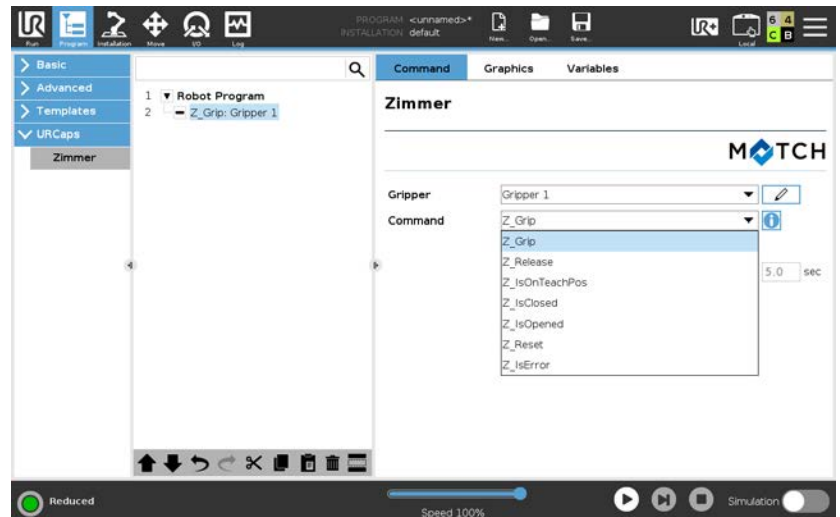 UR
PROGRAM <unnamed>*
INSTALLATION default
UR+
6 4
C B
Run Program Installation Move I/O Log New... Open... Save... Local
Basic
Advanced
Templates
URCaps
Zimmer
1 Robot Program
2 Z_Grip: Gripper 1
Command Graphics Variables
Zimmer
MATCH
Gripper Gripper 1
Command Z_Grip
Z_Grip
Z_Release
Z_IsOnTeachPos
5.0 sec
Z_IsClosed
Z_IsOpened
Z_Reset
Z_IsError
Reduced
Speed 100%
Simulation